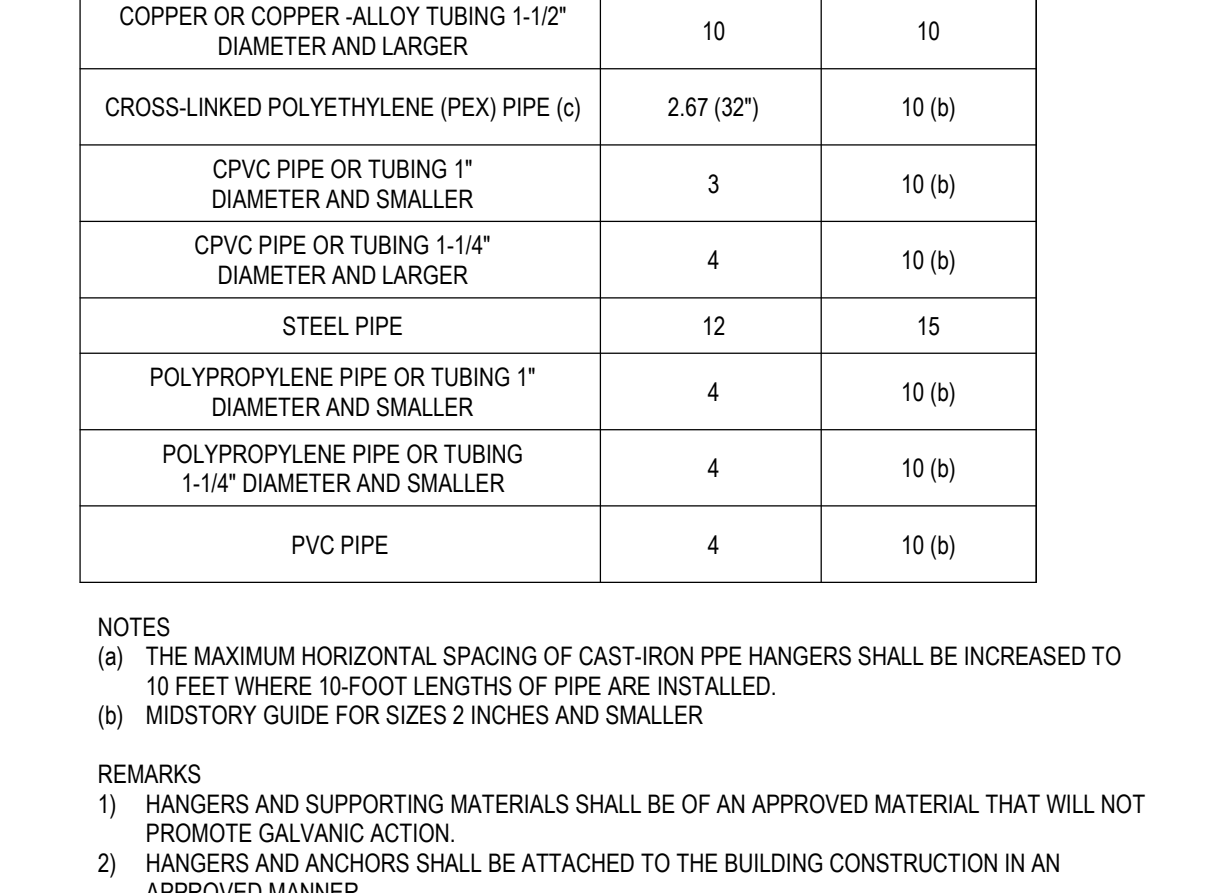 COPPER OR COPPER -ALLOY TUBING 1-1/2"
DIAMETER AND LARGER
10
10
CROSS-LINKED POLYETHYLENE (PEX) PIPE (c)
2.67 (32")
10 (b)
CPVC PIPE OR TUBING 1"
DIAMETER AND SMALLER
3
10 (b)
CPVC PIPE OR TUBING 1-1/4"
DIAMETER AND LARGER
4
10 (b)
STEEL PIPE
12
15
POLYPROPYLENE PIPE OR TUBING 1"
DIAMETER AND SMALLER
4
10 (b)
POLYPROPYLENE PIPE OR TUBING
1-1/4" DIAMETER AND SMALLER
4
10 (b)
PVC PIPE
4
10 (b)
NOTES
(a) THE MAXIMUM HORIZONTAL SPACING OF CAST-IRON PPE HANGERS SHALL BE INCREASED TO
10 FEET WHERE 10-FOOT LENGTHS OF PIPE ARE INSTALLED.
(b) MIDSTORY GUIDE FOR SIZES 2 INCHES AND SMALLER
REMARKS
1) HANGERS AND SUPPORTING MATERIALS SHALL BE OF AN APPROVED MATERIAL THAT WILL NOT
PROMOTE GALVANIC ACTION.
2) HANGERS AND ANCHORS SHALL BE ATTACHED TO THE BUILDING CONSTRUCTION IN AN
APPROVED MANNER